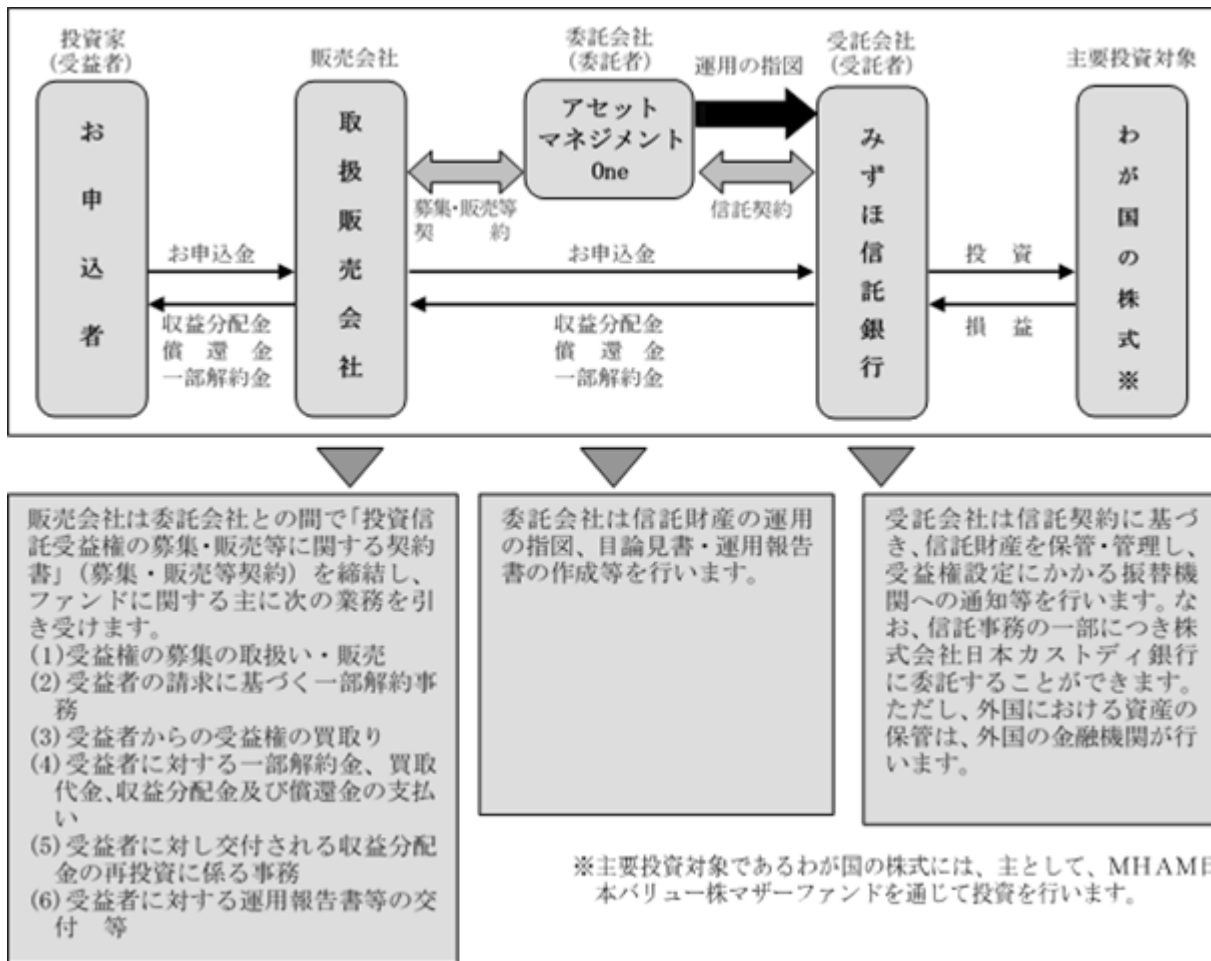 投資家
(受益者)
お申込者
販売会社
取扱販売会社
委託会社
(委託者)
アセット
マネジメント
One
運用の指図
受託会社
(受託者)
みずほ信託銀行
主要投資対象
わが国の株式※
募集・販売等
契　約
信託契約
お申込金
お申込金
投　資
収益分配金
償　還　金
一部解約金
収益分配金
償　還　金
一部解約金
損　益
販売会社は委託会社との間で「投資信
託受益権の募集・販売等に関する契約
書」(募集・販売等契約) を締結し、
ファンドに関する主に次の業務を引
き受けます。
(1)受益権の募集の取扱い・販売
(2)受益者の請求に基づく一部解約事
務
(3)受益者からの受益権の買取り
(4)受益者に対する一部解約金、買取
代金、収益分配金及び償還金の支払
い
(5)受益者に対し交付される収益分配
金の再投資に係る事務
(6)受益者に対する運用報告書等の交
付　等
委託会社は信託財産の運用
の指図、目論見書・運用報告
書の作成等を行います。
受託会社は信託契約に基づ
き、信託財産を保管・管理し、
受益権設定にかかる振替機
関への通知等を行います。な
お、信託事務の一部につき株
式会社日本カストディ銀行
に委託することができます。
ただし、外国における資産の
保管は、外国の金融機関が行
います。
※主要投資対象であるわが国の株式には、主として、MHAM日
本バリュー株マザーファンドを通じて投資を行います。